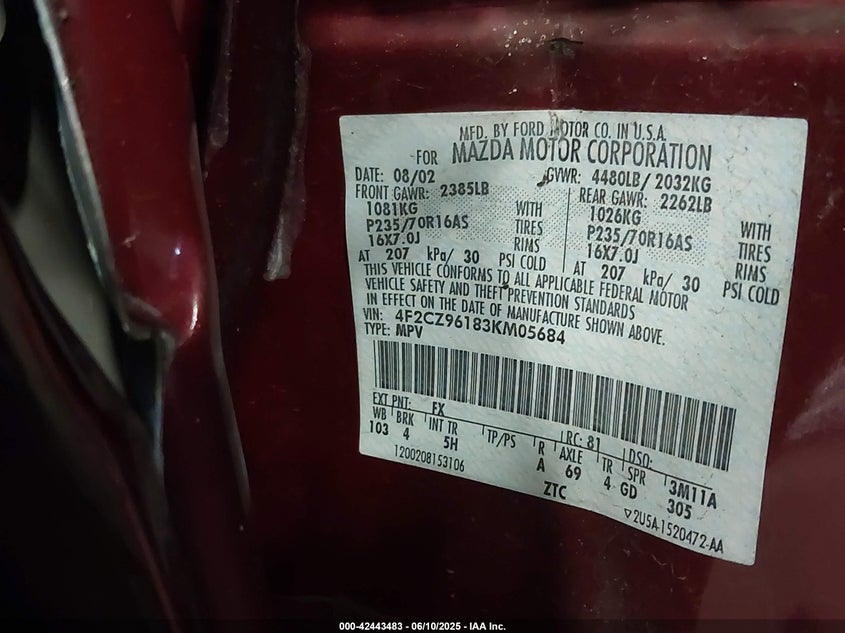 MFD. BY FORD MOTOR CO. IN U.S.A.
FOR MAZDA MOTOR CORPORATION
DATE: 08/02 GVWR: 4480LB/ 2032KG
FRONT GAWR: 2385LB REAR GAWR: 2262LB
1081KG WITH 1026KG WITH
P235/70R16AS TIRES P235/70R16AS TIRES
16X7.0J RIMS 16X7.0J RIMS
AT 207 kPa/ 30 PSI COLD AT 207 kPa/ 30 PSI COLD
THIS VEHICLE CONFORMS TO ALL APPLICABLE FEDERAL MOTOR
VEHICLE SAFETY AND THEFT PREVENTION STANDARDS
IN EFFECT ON THE DATE OF MANUFACTURE SHOWN ABOVE.
VIN: 4F2CZ96183KM05684
TYPE: MPV
EXT PNT: FX RC: 81 DSO:
WB BRK INT TR TP/PS R AXLE TR SPR 3M11A
103 4 5H A 69 4 GD 305
1200208153106 ZTC
▽2U5A-1520472-AA
000-42443483 - 06/10/2025 - IAA Inc.